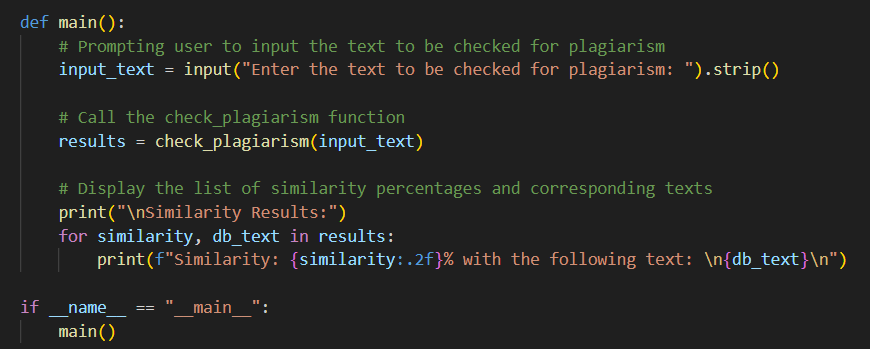 def main():
    # Prompting user to input the text to be checked for plagiarism
    input_text = input("Enter the text to be checked for plagiarism: ").strip()

    # Call the check_plagiarism function
    results = check_plagiarism(input_text)

    # Display the list of similarity percentages and corresponding texts
    print("\nSimilarity Results:")
    for similarity, db_text in results:
        print(f"Similarity: {similarity:.2f}% with the following text: \n{db_text}\n")

if __name__ == "__main__":
    main()